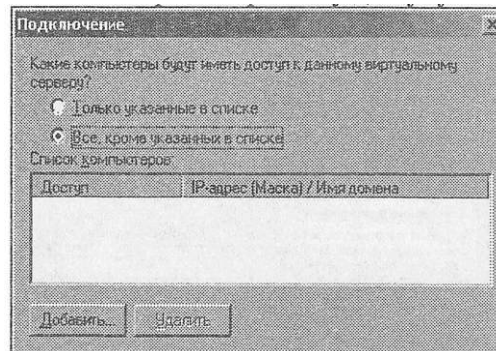 Подключение
Какие компьютеры будут иметь доступ к данному виртуальному
серверу?
Только указанные в списке
Все, кроме указанных в списке
Список компьютеров:
Доступ IP-адрес (Маска) / Имя домена
Добавить... Удалить